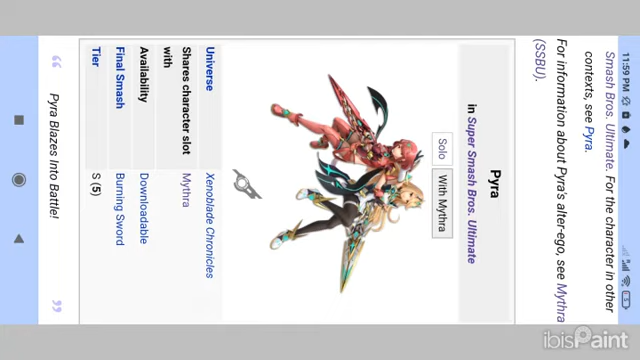 11:59 PM
Smash Bros. Ultimate. For the character in other
contexts, see Pyra.
For information about Pyra's alter-ego, see Mythra
(SSBU).
Pyra
in Super Smash Bros. Ultimate
Solo With Mythra
Universe Xenoblade Chronicles
Shares character slot with Mythra
Availability Downloadable
Final Smash Burning Sword
Tier S (5)
“ Pyra Blazes Into Battle! ”
ibisPaint